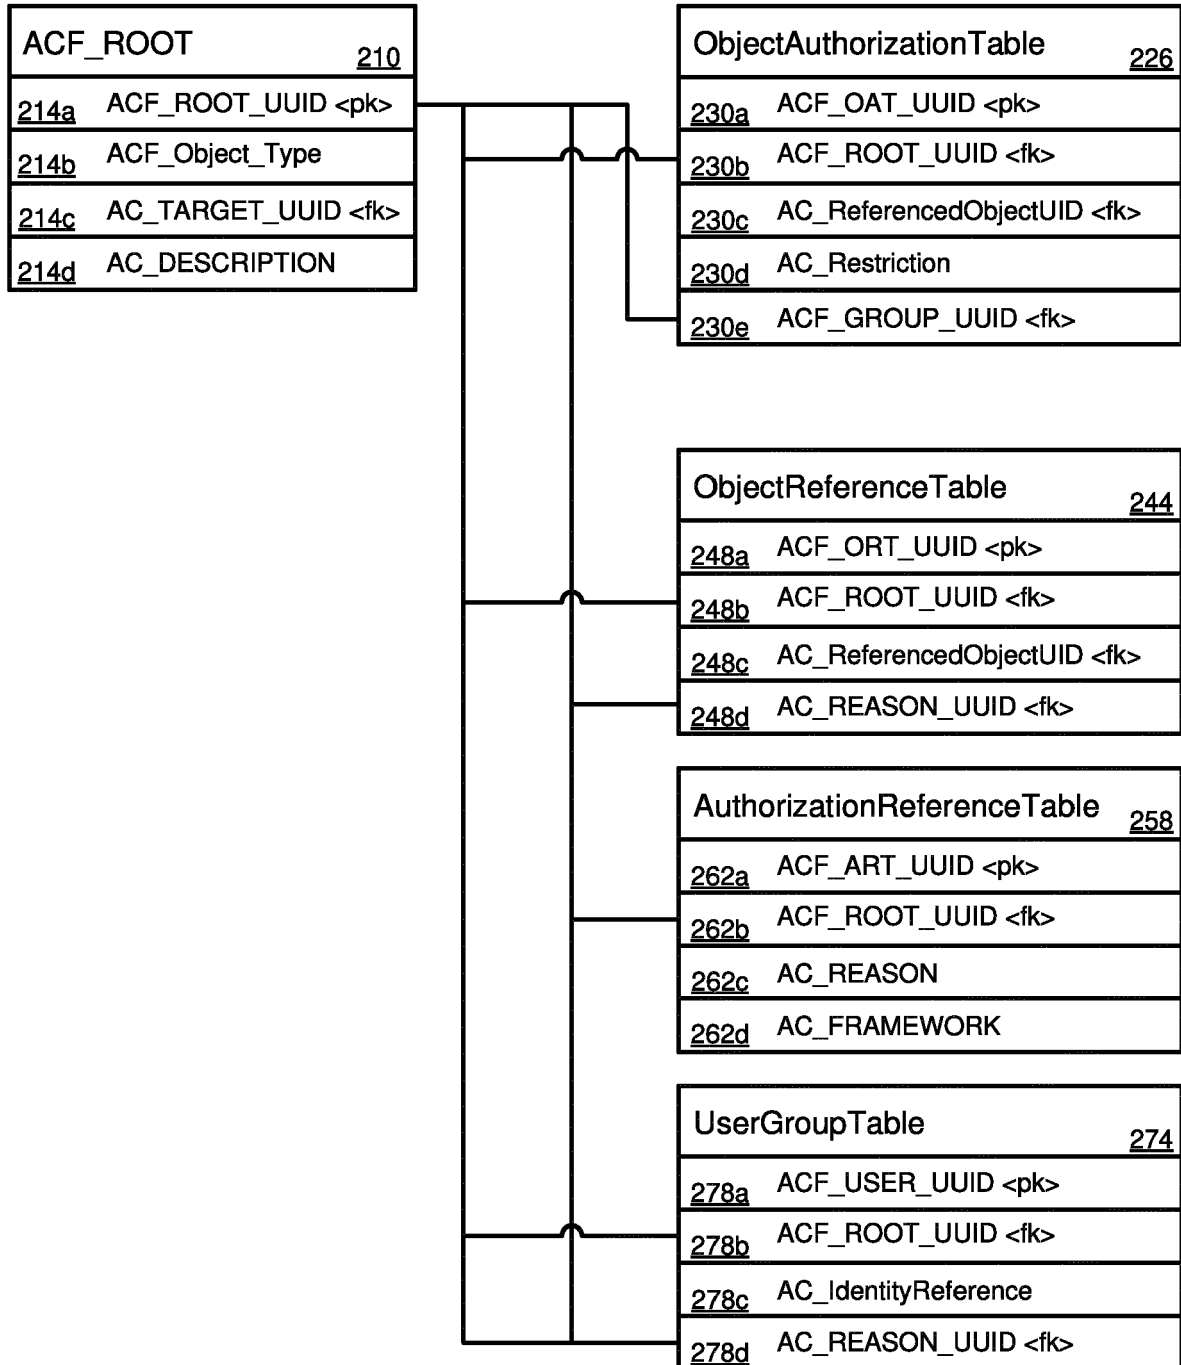 ACF_ROOT 210
214a ACF_ROOT_UUID <pk>
214b ACF_Object_Type
214c AC_TARGET_UUID <fk>
214d AC_DESCRIPTION
ObjectAuthorizationTable 226
230a ACF_OAT_UUID <pk>
230b ACF_ROOT_UUID <fk>
230c AC_ReferencedObjectUID <fk>
230d AC_Restriction
230e ACF_GROUP_UUID <fk>
ObjectReferenceTable 244
248a ACF_ORT_UUID <pk>
248b ACF_ROOT_UUID <fk>
248c AC_ReferencedObjectUID <fk>
248d AC_REASON_UUID <fk>
AuthorizationReferenceTable 258
262a ACF_ART_UUID <pk>
262b ACF_ROOT_UUID <fk>
262c AC_REASON
262d AC_FRAMEWORK
UserGroupTable 274
278a ACF_USER_UUID <pk>
278b ACF_ROOT_UUID <fk>
278c AC_IdentityReference
278d AC_REASON_UUID <fk>